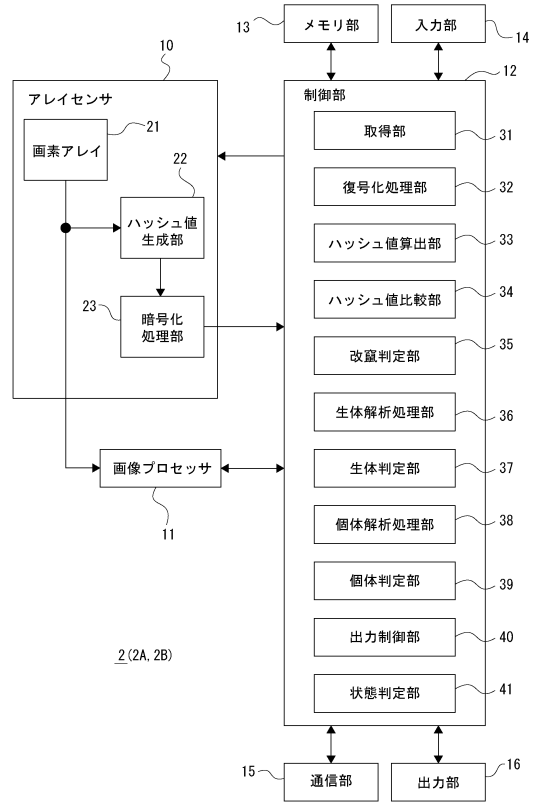 13
メモリ部
入力部
14
10
12
アレイセンサ
制御部
21
画素アレイ
取得部
31
22
復号化処理部
32
ハッシュ値
生成部
ハッシュ値算出部
33
23
暗号化
処理部
ハッシュ値比較部
34
改竄判定部
35
生体解析処理部
36
画像プロセッサ
11
生体判定部
37
個体解析処理部
38
個体判定部
39
出力制御部
40
2(2A, 2B)
状態判定部
41
15
通信部
出力部
16